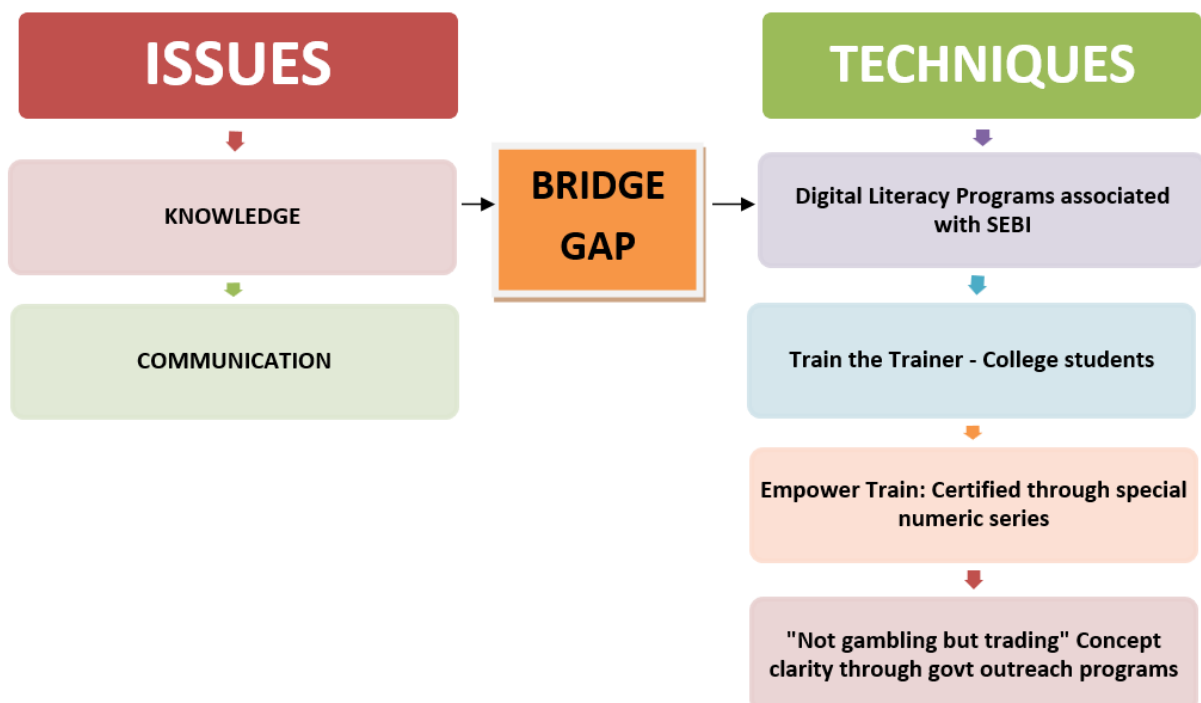 ISSUES
KNOWLEDGE
COMMUNICATION
BRIDGE
GAP
TECHNIQUES
Digital Literacy Programs associated
with SEBI
Train the Trainer - College students
Empower Train: Certified through special
numeric series
"Not gambling but trading" Concept
clarity through govt outreach programs